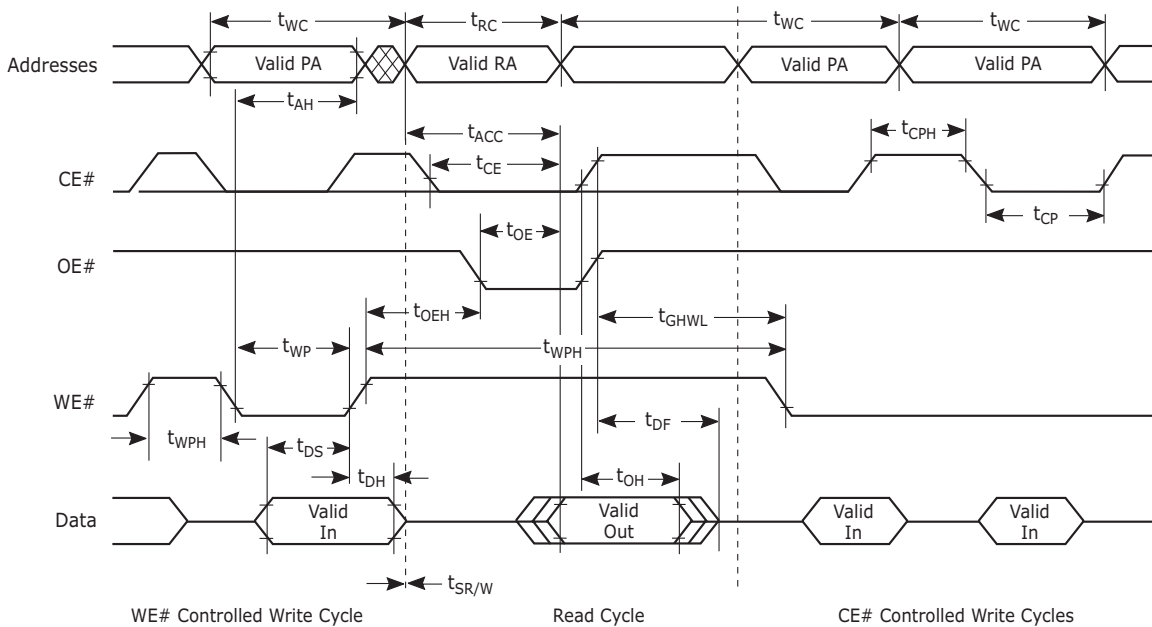 tWC tRC tWC tWC
Addresses Valid PA Valid RA Valid PA Valid PA
tAH
tACC tCPH
tCE
CE#
tCP
tOE
OE#
tOEH tGHWL
tWP tWPH
WE#
tWPH tDS tDF
tDH tOH
Data Valid In Valid Out Valid In Valid In
tSR/W
WE# Controlled Write Cycle Read Cycle CE# Controlled Write Cycles